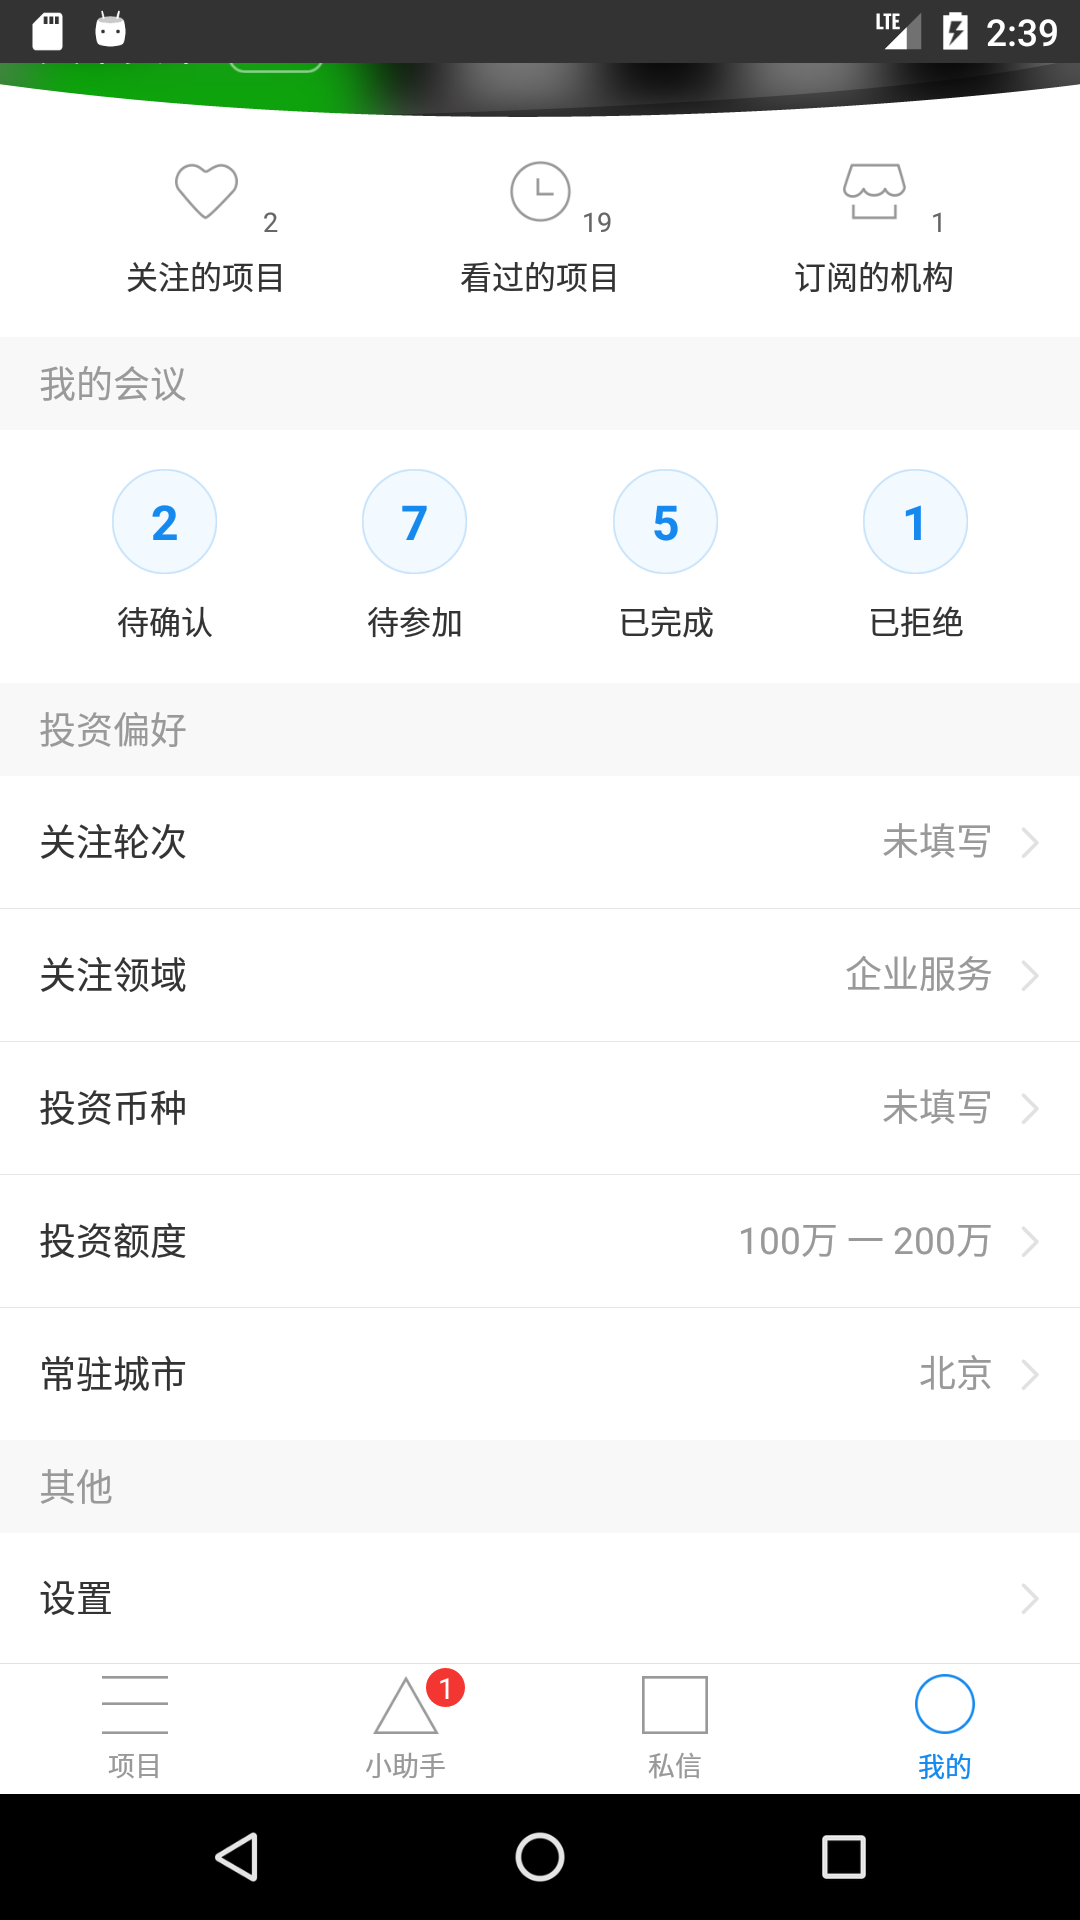 LTE 2:39
2 19 1
关注的项目 看过的项目 订阅的机构
我的会议
2 7 5 1
待确认 待参加 已完成 已拒绝
投资偏好
关注轮次 未填写
关注领域 企业服务
投资币种 未填写
投资额度 100万 一 200万
常驻城市 北京
其他
设置
1
项目 小助手 私信 我的